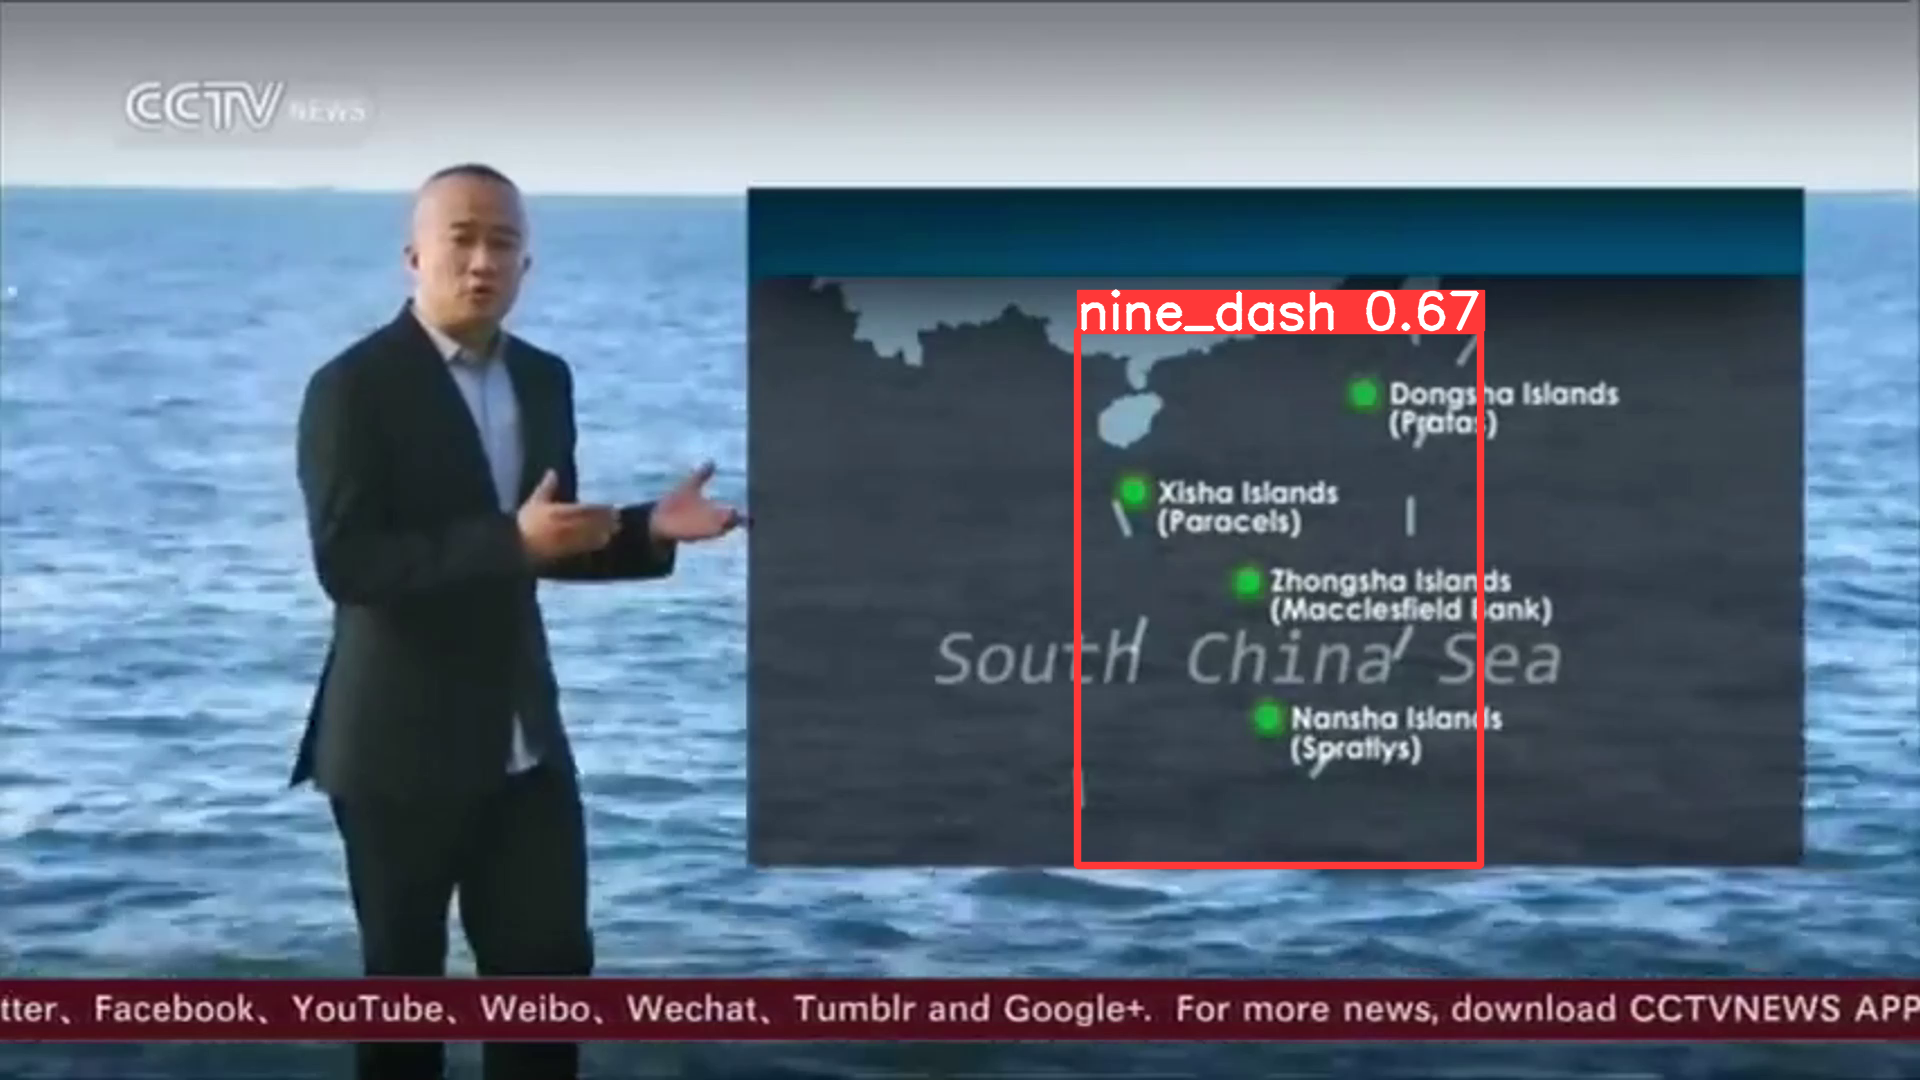 CCTV NEWS
nine_dash 0.67
Dongsha Islands
(Pratas)
Xisha Islands
(Paracels)
Zhongsha Islands
(Macclesfield Bank)
South China Sea
Nansha Islands
(Spratlys)
tter、Facebook、YouTube、Weibo、Wechat、Tumblr and Google+. For more news, download CCTVNEWS APP